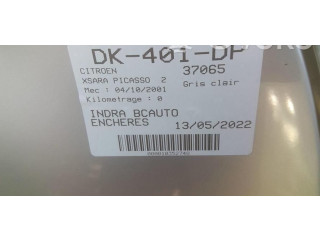 DK-401-DP
CITROEN 37065
XSARA PICASSO 2 Gris clair
Mec : 04/10/2001
Kilometrage : 0
INDRA BCAUTO
ENCHERES 13/05/2022